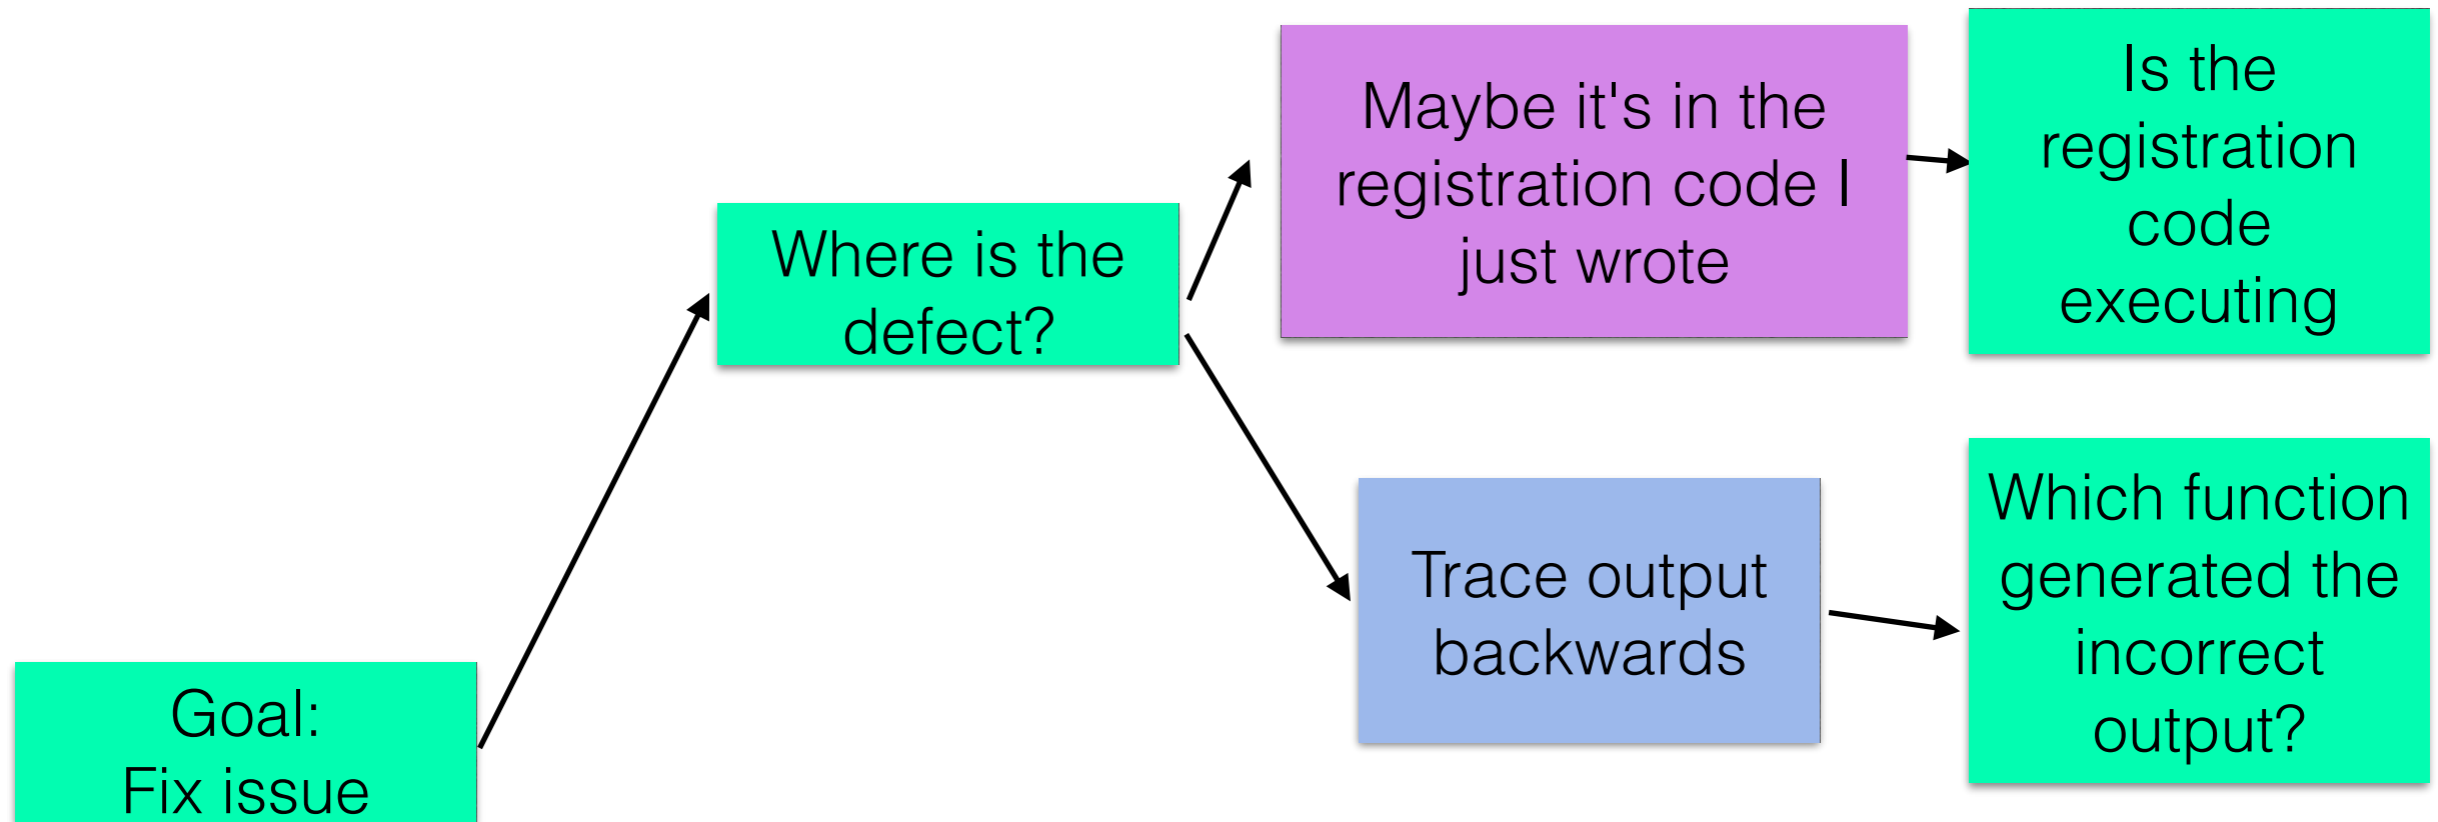 Goal:
Fix issue
Where is the
defect?
Maybe it's in the
registration code I
just wrote
Is the
registration
code
executing
Trace output
backwards
Which function
generated the
incorrect
output?